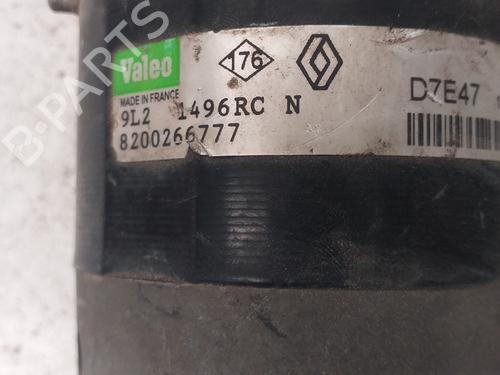 Valeo
176
MADE IN FRANCE
D7E47
9L2 1496RC N
8200266777
B-PARTS